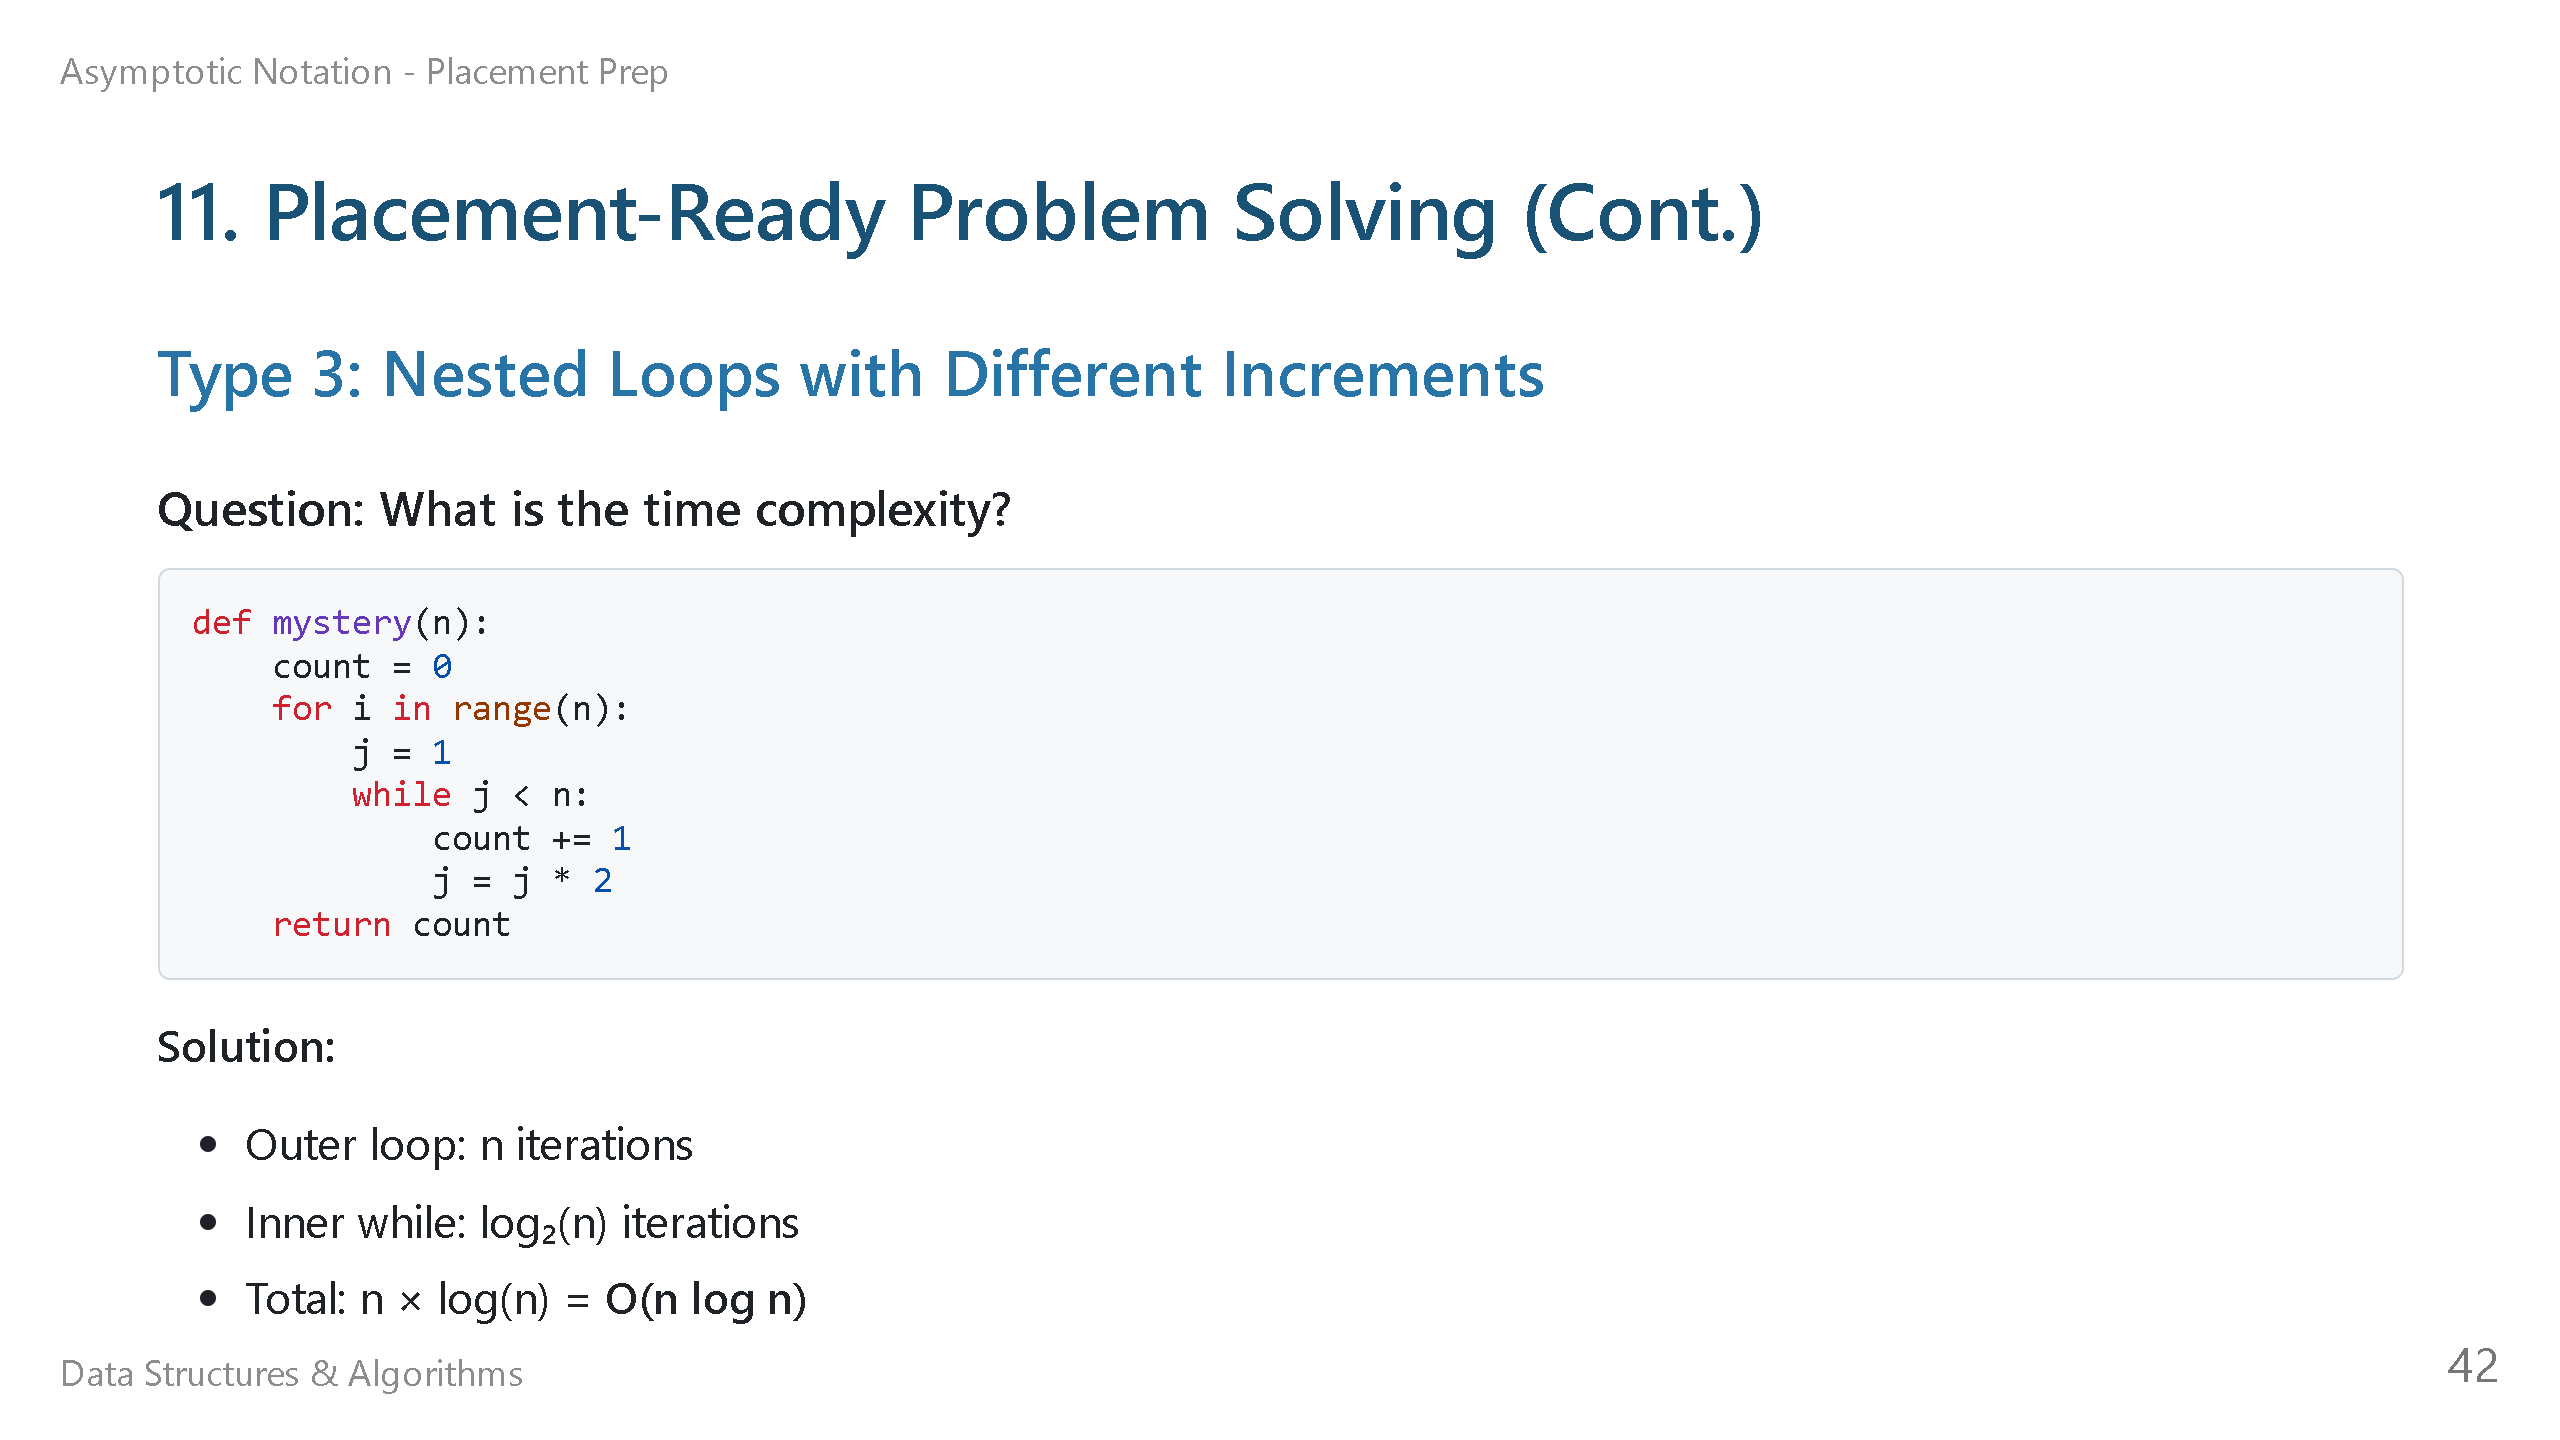 Asymptotic Notation - Placement Prep
11. Placement-Ready Problem Solving (Cont.)
Type 3: Nested Loops with Different Increments
Question: What is the time complexity?
def mystery(n):
    count = 0
    for i in range(n):
        j = 1
        while j < n:
            count += 1
            j = j * 2
    return count
Solution:
• Outer loop: n iterations
• Inner while: log₂(n) iterations
• Total: n × log(n) = O(n log n)
Data Structures & Algorithms
42